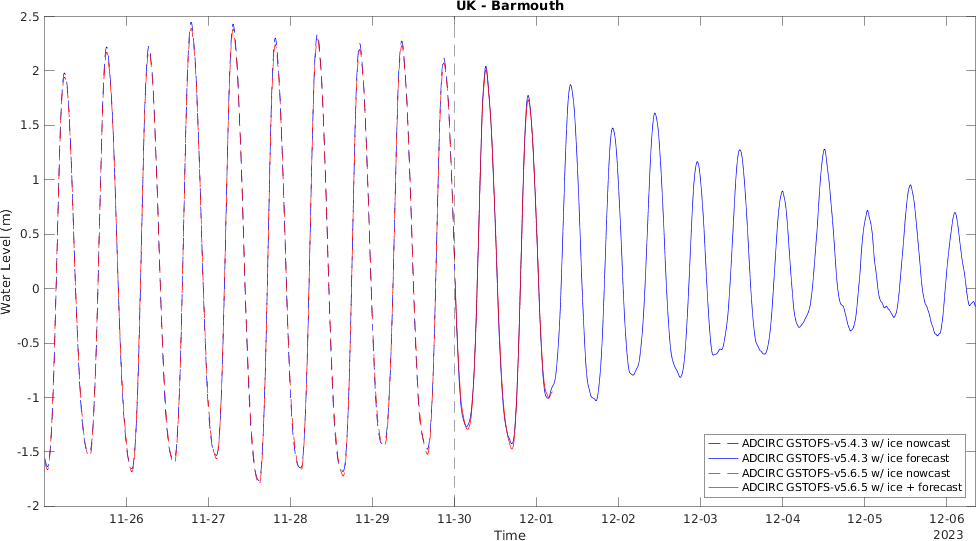 UK - Barmouth
2.5
2
1.5
1
0.5
0
-0.5
-1
-1.5
-2
Water Level (m)
11-26 11-27 11-28 11-29 11-30 12-01 12-02 12-03 12-04 12-05 12-06
2023
Time
ADCIRC GSTOFS-v5.4.3 w/ ice nowcast
ADCIRC GSTOFS-v5.4.3 w/ ice forecast
ADCIRC GSTOFS-v5.6.5 w/ ice nowcast
ADCIRC GSTOFS-v5.6.5 w/ ice + forecast